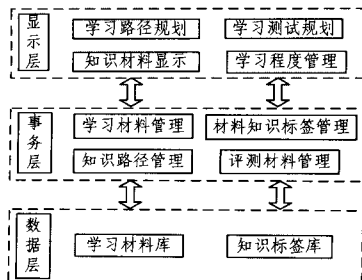 显示层
学习路径规划 学习测试规划
知识材料显示 学习程度管理
事务层
学习材料管理 材料知识标签管理
知识路径管理 评测材料管理
数据层
学习材料库 知识标签库